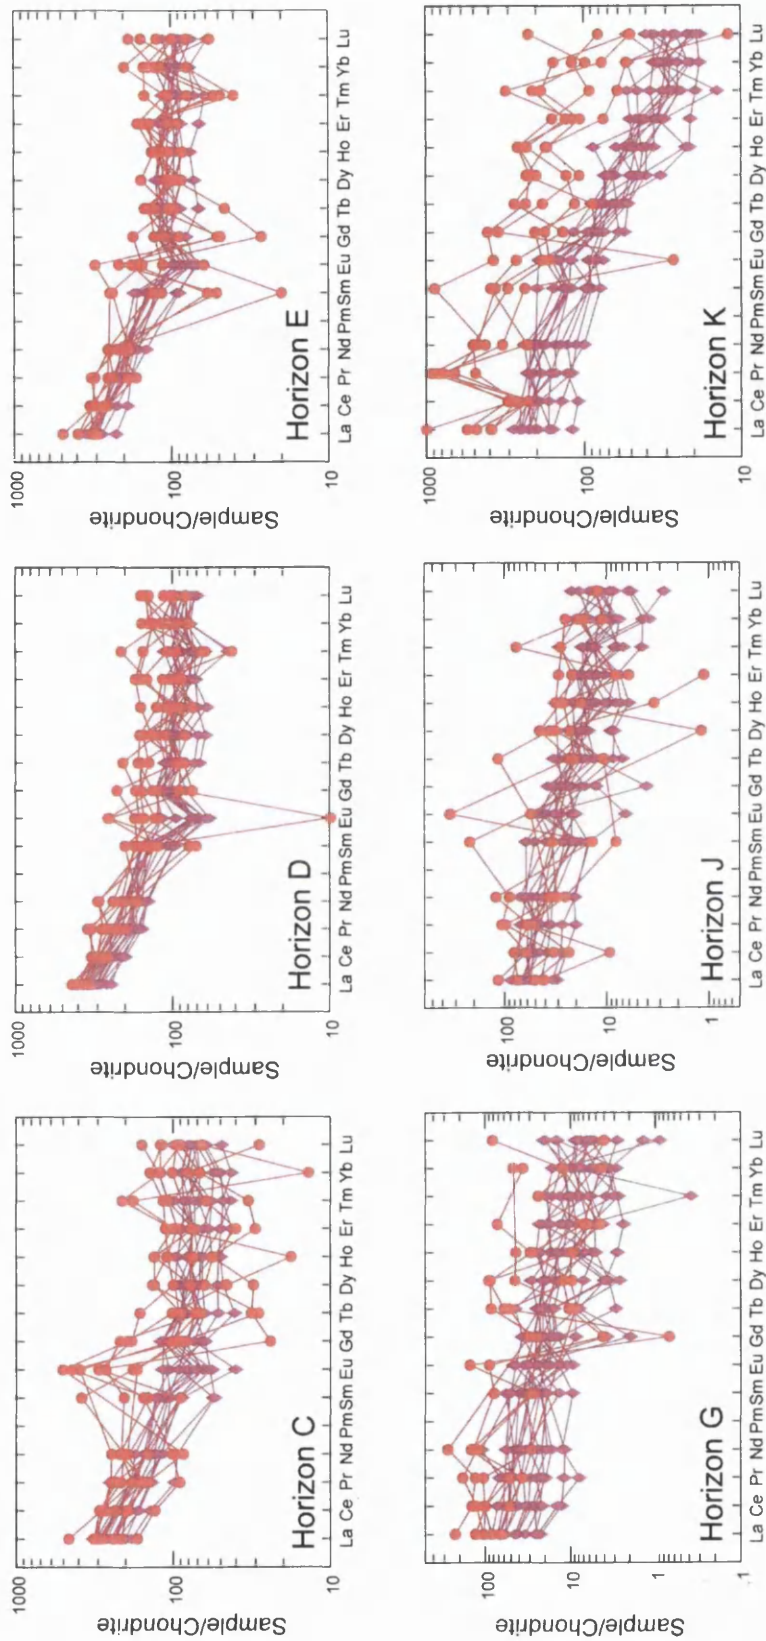 Sample/Chondrite
1000
100
10
Horizon C
La Ce Pr Nd PmSm Eu Gd Tb Dy Ho Er Tm Yb Lu
Sample/Chondrite
1000
100
10
Horizon D
La Ce Pr Nd PmSm Eu Gd Tb Dy Ho Er Tm Yb Lu
Sample/Chondrite
1000
100
10
Horizon E
La Ce Pr Nd PmSm Eu Gd Tb Dy Ho Er Tm Yb Lu
Sample/Chondrite
100
10
1
.1
Horizon G
La Ce Pr Nd PmSm Eu Gd Tb Dy Ho Er Tm Yb Lu
Sample/Chondrite
100
10
1
Horizon J
La Ce Pr Nd PmSm Eu Gd Tb Dy Ho Er Tm Yb Lu
Sample/Chondrite
1000
100
10
Horizon K
La Ce Pr Nd PmSm Eu Gd Tb Dy Ho Er Tm Yb Lu